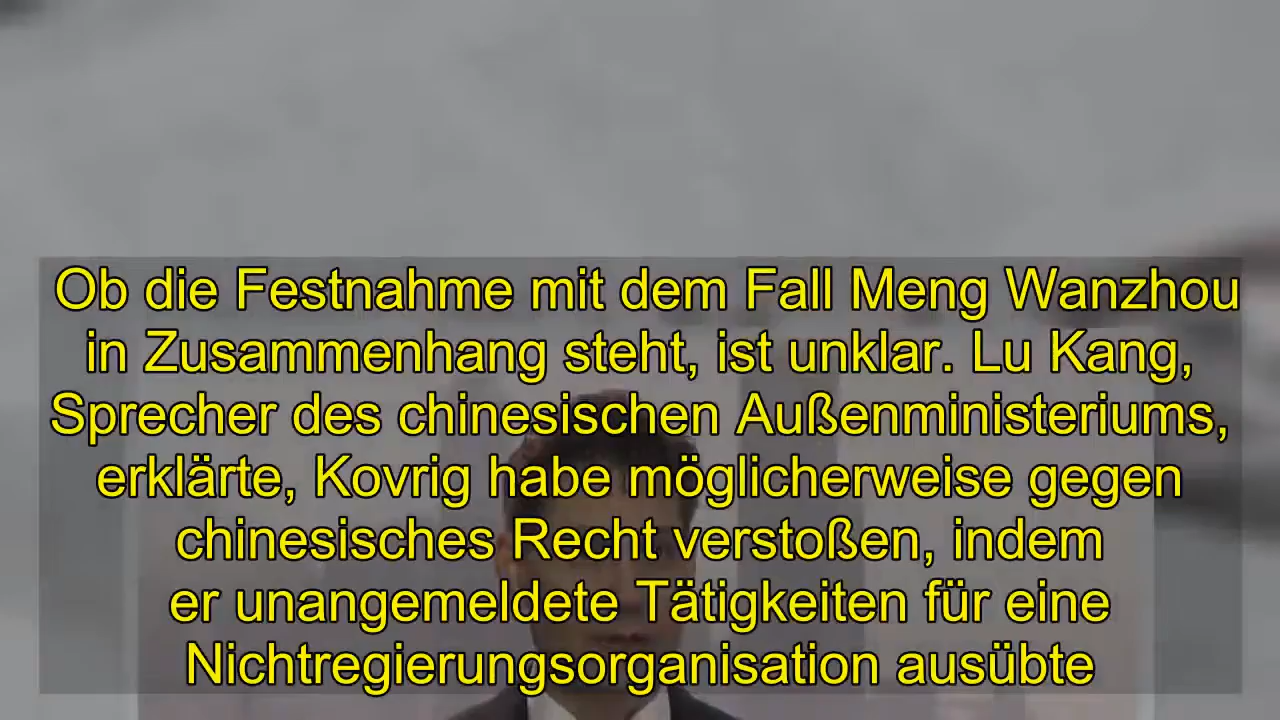 Ob die Festnahme mit dem Fall Meng Wanzhou
in Zusammenhang steht, ist unklar. Lu Kang,
Sprecher des chinesischen Außenministeriums,
erklärte, Kovrig habe möglicherweise gegen
chinesisches Recht verstoßen, indem
er unangemeldete Tätigkeiten für eine
Nichtregierungsorganisation ausübte